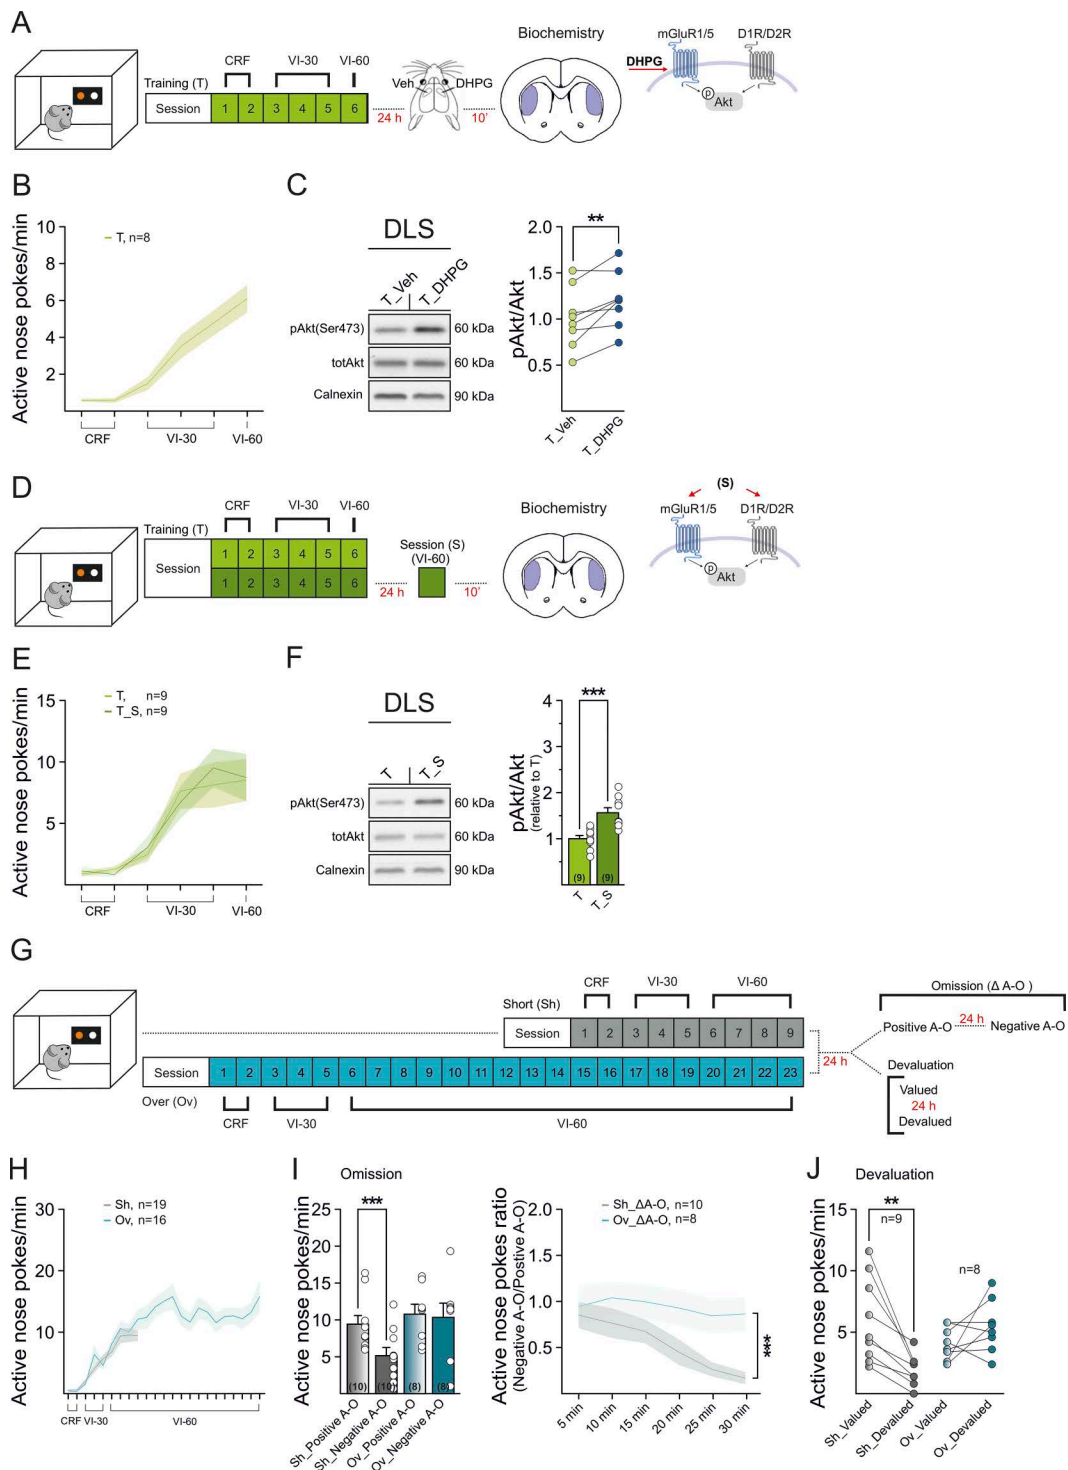 A
Biochemistry
mGluR1/5 D1R/D2R
CRF VI-30 VI-60
Training (T)
Veh DHPG
DHPG
Session 1 2 3 4 5 6
P
Akt
24 h 10'
B
Active nose pokes/min
10
8
6
4
2
T, n=8
CRF VI-30 VI-60
C
DLS
T_Veh T_DHPG
pAkt(Ser473) 60 kDa
totAkt 60 kDa
Calnexin 90 kDa
pAkt/Akt
2.0
1.5
1.0
0.5
**
T_Veh T_DHPG
D
Biochemistry
(S)
mGluR1/5 D1R/D2R
CRF VI-30 VI-60
Training (T)
Session 1 2 3 4 5 6
1 2 3 4 5 6
Session (S)
(VI-60)
P
Akt
24 h 10'
E
Active nose pokes/min
15
10
5
T, n=9
T_S, n=9
CRF VI-30 VI-60
F
DLS
T T_S
pAkt(Ser473) 60 kDa
totAkt 60 kDa
Calnexin 90 kDa
pAkt/Akt
(relative to T)
4
3
2
1
***
(9) (9)
T T_S
G
CRF VI-30 VI-60
Short (Sh)
Session 1 2 3 4 5 6 7 8 9
Session 1 2 3 4 5 6 7 8 9 10 11 12 13 14 15 16 17 18 19 20 21 22 23
Over (Ov)
CRF VI-30 VI-60
24 h
Omission (Δ A-O )
Positive A-O 24 h Negative A-O
Devaluation
Valued
24 h
Devalued
H
Active nose pokes/min
30
20
10
Sh, n=19
Ov, n=16
CRF VI-30 VI-60
I
Omission
Active nose pokes/min
25
20
15
10
5
***
(10) (10) (8) (8)
Sh_Positive A-O
Sh_Negative A-O
Ov_Positive A-O
Ov_Negative A-O
Active nose pokes ratio
(Negative A-O/Postive A-O)
2.0
1.5
1.0
0.5
Sh_ΔA-O, n=10
Ov_ΔA-O, n=8
***
5 min 10 min 15 min 20 min 25 min 30 min
J
Devaluation
Active nose pokes/min
15
10
5
**
n=9
n=8
Sh_Valued
Sh_Devalued
Ov_Valued
Ov_Devalued